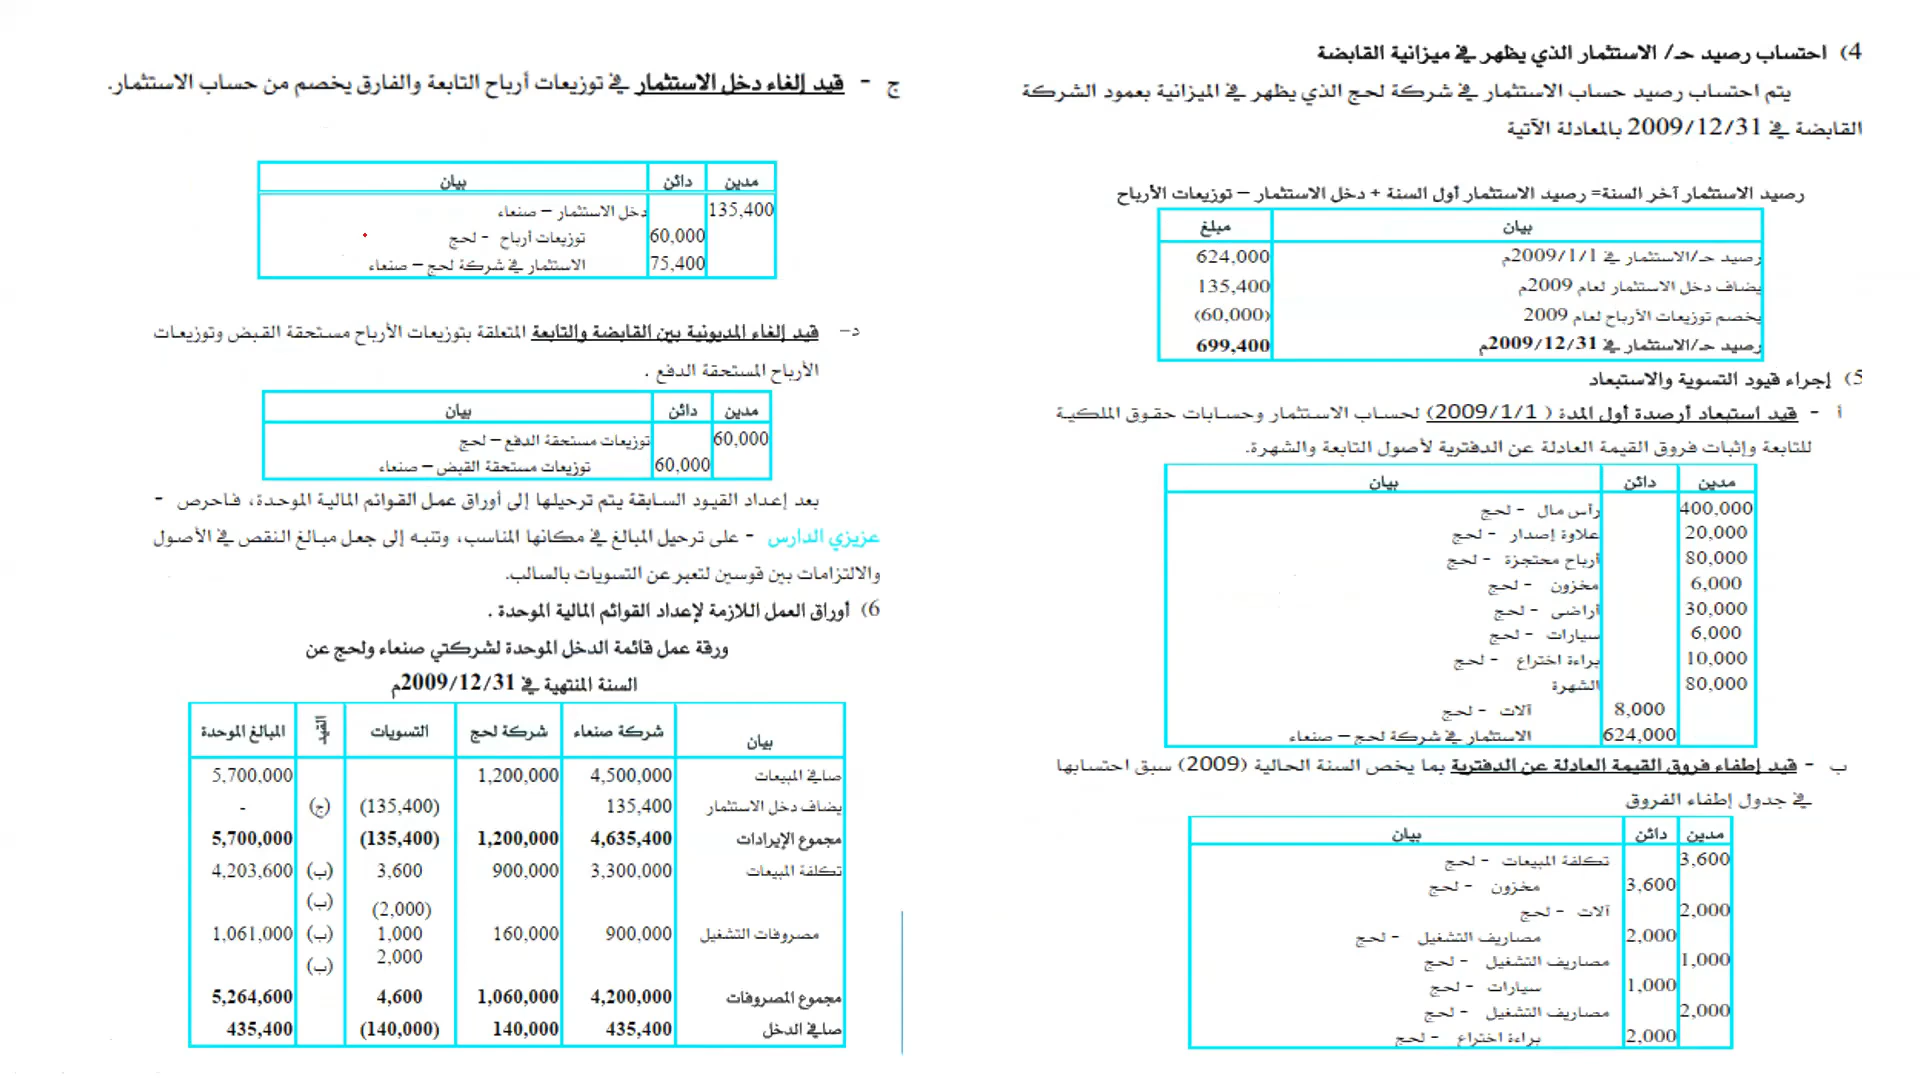 4) احتساب رصيد حـ/ الاستثمار الذي يظهر في ميزانية القابضة
يتم احتساب رصيد حساب الاستثمار في شركة لحج الذي يظهر في الميزانية بعمود الشركة
القابضة في 2009/12/31 بالمعادلة الآتية
رصيد الاستثمار آخر السنة= رصيد الاستثمار أول السنة + دخل الاستثمار – توزيعات الأرباح
بيان مبلغ
رصيد حـ/الاستثمار في 2009/1/1م 624,000
يضاف دخل الاستثمار لعام 2009م 135,400
يخصم توزيعات الأرباح لعام 2009 (60,000)
رصيد حـ/الاستثمار في 2009/12/31م 699,400
5) إجراء قيود التسوية والاستبعاد
أ - قيد استبعاد أرصدة أول المدة ( 2009/1/1) لحساب الاستثمار وحسابات حقوق الملكية
للتابعة وإثبات فروق القيمة العادلة عن الدفترية لأصول التابعة والشهرة.
مدين دائن بيان
400,000 رأس مال - لحج
20,000 علاوة إصدار - لحج
80,000 أرباح محتجزة - لحج
6,000 مخزون - لحج
30,000 أراضى - لحج
6,000 سيارات - لحج
10,000 براءة اختراع - لحج
80,000 الشهرة
8,000 آلات - لحج
624,000 الاستثمار في شركة لحج – صنعاء
ب - قيد إطفاء فروق القيمة العادلة عن الدفترية بما يخص السنة الحالية (2009) سبق احتسابها
في جدول إطفاء الفروق
مدين دائن بيان
3,600 تكلفة المبيعات - لحج
3,600 مخزون - لحج
2,000 آلات - لحج
2,000 مصاريف التشغيل - لحج
1,000 مصاريف التشغيل - لحج
1,000 سيارات - لحج
2,000 مصاريف التشغيل - لحج
2,000 براءة اختراع - لحج
ج - قيد إلغاء دخل الاستثمار في توزيعات أرباح التابعة والفارق يخصم من حساب الاستثمار.
مدين دائن بيان
135,400 دخل الاستثمار – صنعاء
60,000 توزيعات أرباح - لحج
75,400 الاستثمار في شركة لحج – صنعاء
د– قيد إلغاء المديونية بين القابضة والتابعة المتعلقة بتوزيعات الأرباح مستحقة القبض وتوزيعات
الأرباح المستحقة الدفع .
مدين دائن بيان
60,000 توزيعات مستحقة الدفع – لحج
60,000 توزيعات مستحقة القبض – صنعاء
بعد إعداد القيود السابقة يتم ترحيلها إلى أوراق عمل القوائم المالية الموحدة، فاحرص -
عزيزي الدارس - على ترحيل المبالغ في مكانها المناسب، وتنبه إلى جعل مبالغ النقص في الأصول
والالتزامات بين قوسين لتعبر عن التسويات بالسالب.
6) أوراق العمل اللازمة لإعداد القوائم المالية الموحدة .
ورقة عمل قائمة الدخل الموحدة لشركتي صنعاء ولحج عن
السنة المنتهية في 2009/12/31م
بيان شركة صنعاء شركة لحج التسويات القيد المبالغ الموحدة
صافي المبيعات 4,500,000 1,200,000 5,700,000
يضاف دخل الاستثمار 135,400 (135,400) (ج) -
مجموع الإيرادات 4,635,400 1,200,000 (135,400) 5,700,000
تكلفة المبيعات 3,300,000 900,000 3,600 (ب) 4,203,600
(2,000) (ب)
مصروفات التشغيل 900,000 160,000 1,000 (ب) 1,061,000
2,000 (ب)
مجموع المصروفات 4,200,000 1,060,000 4,600 5,264,600
صافي الدخل 435,400 140,000 (140,000) 435,400